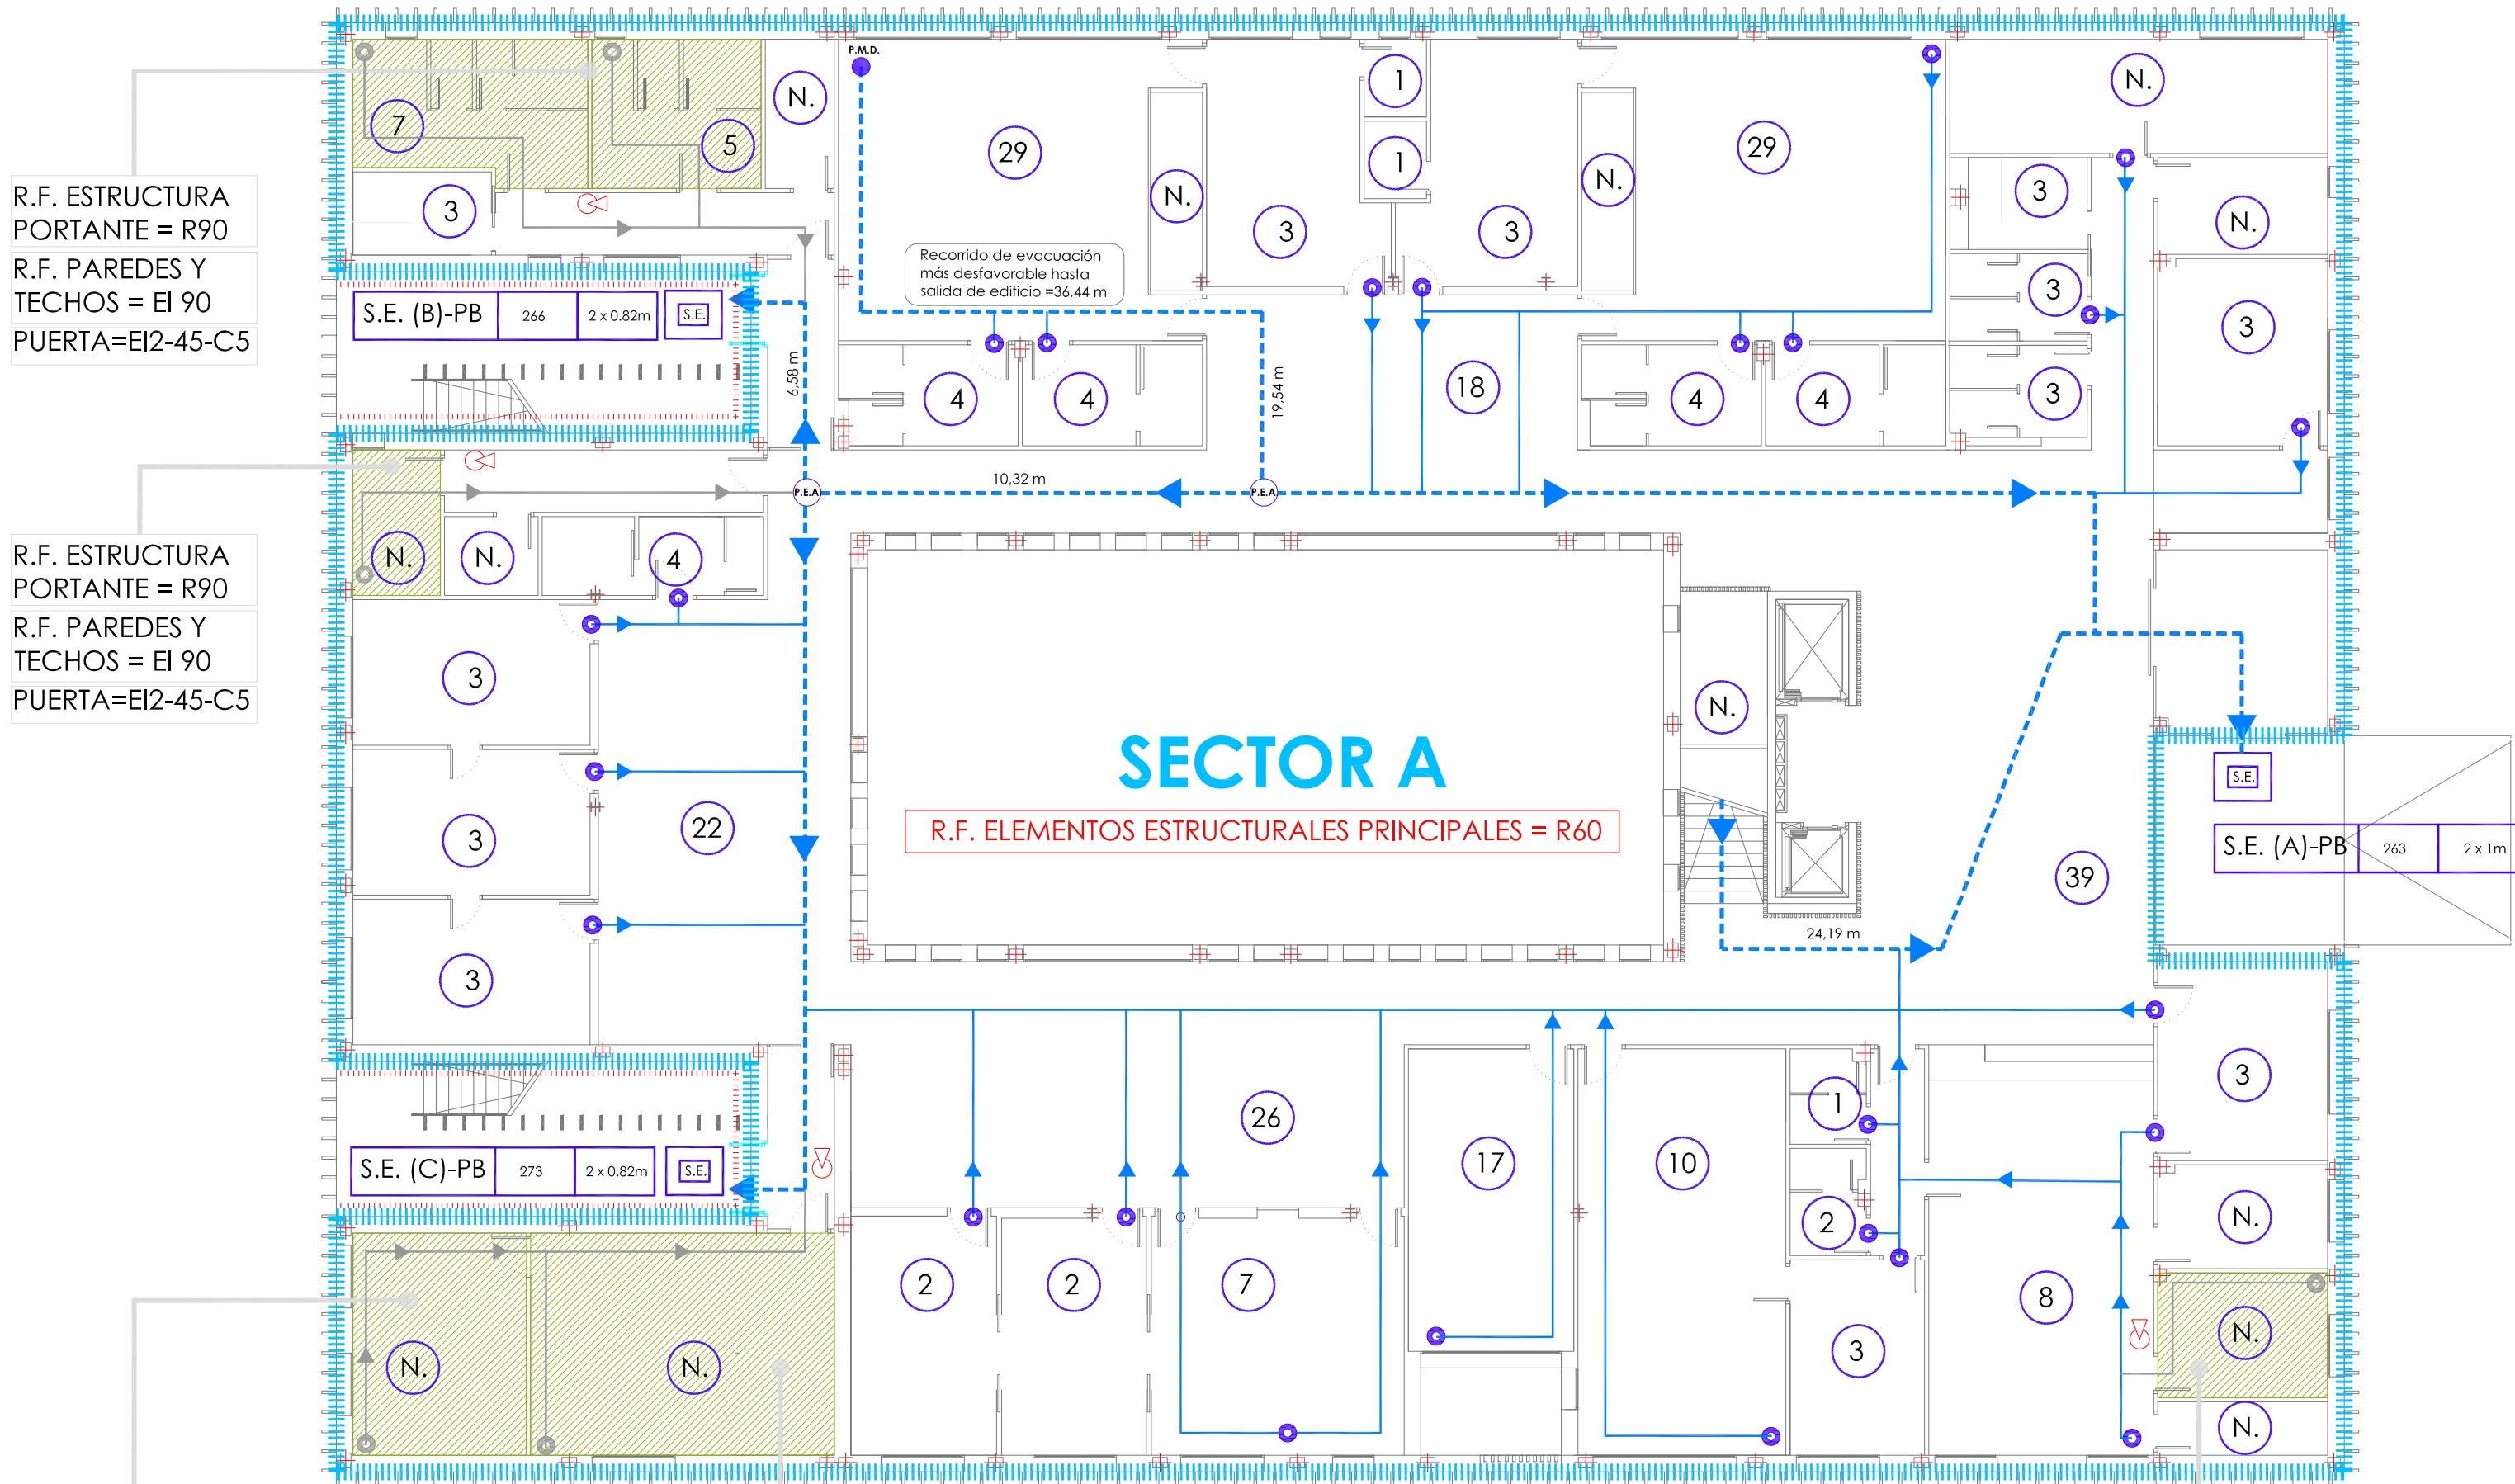 P.M.D.
N.
1
N.
7
5
29
29
1
N.
N.
3
R.F. ESTRUCTURA
PORTANTE = R90
3
N.
3
3
R.F. PAREDES Y
TECHOS = EI 90
Recorrido de evacuación
más desfavorable hasta
salida de edificio =36,44 m
3
S.E. (B)-PB
266
2 x 0.82m
S.E.
3
PUERTA=EI2-45-C5
6,58 m
19,54 m
18
4
4
4
4
3
10,32 m
P.E.A
P.E.A
R.F. ESTRUCTURA
PORTANTE = R90
N.
N.
4
R.F. PAREDES Y
TECHOS = EI 90
3
PUERTA=EI2-45-C5
N.
SECTOR A
S.E.
R.F. ELEMENTOS ESTRUCTURALES PRINCIPALES = R60
3
22
S.E. (A)-PB
263
2 x 1m
39
24,19 m
3
3
1
26
17
10
S.E. (C)-PB
273
2 x 0.82m
S.E.
2
N.
2
2
7
8
N.
3
N.
N.
N.